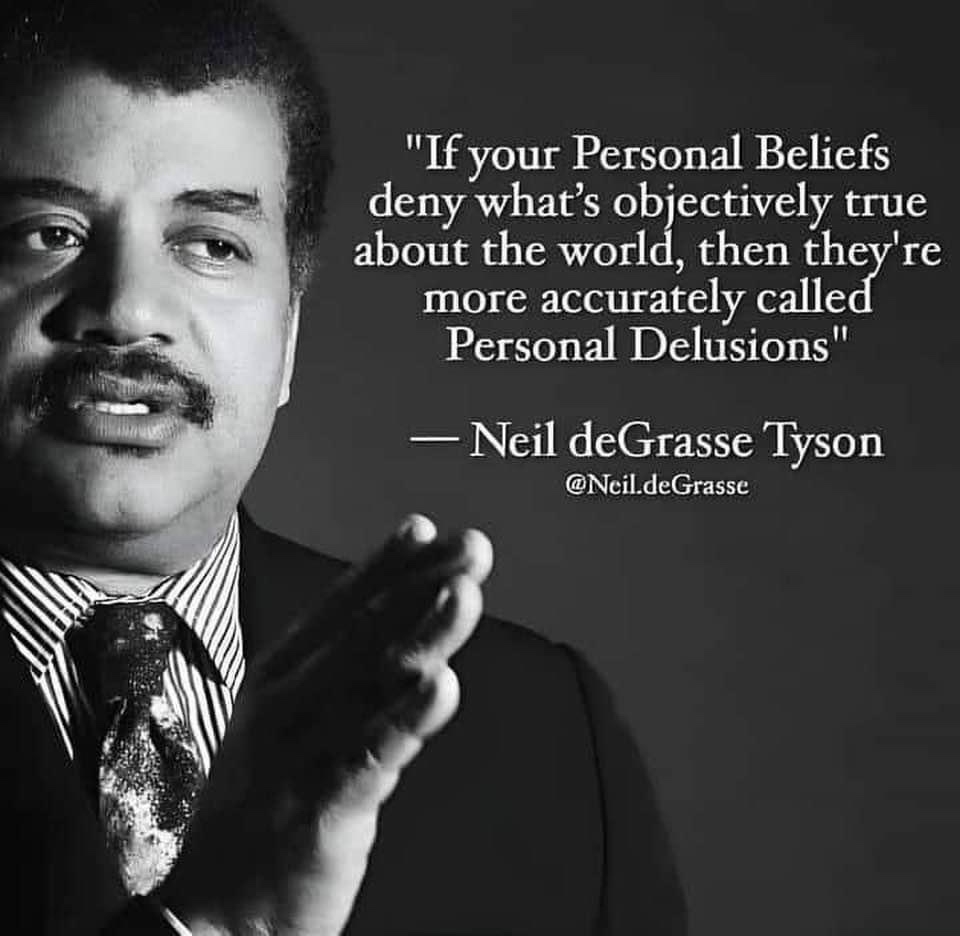 "If your Personal Beliefs
deny what’s objectively true
about the world, then they're
more accurately called
Personal Delusions"
— Neil deGrasse Tyson
@Neil.deGrasse